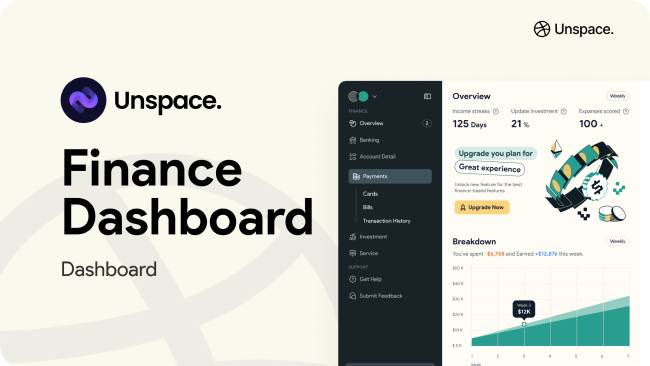 Unspace.
Unspace.
Finance
Dashboard
Dashboard
FINANCE
Overview
2
Banking
Account Detail
Payments
Cards
Bills
Transaction History
Investment
Service
SUPPORT
Get Help
Submit Feedback
Overview
Weekly
Income streaks
Update Investment
Expanses scored
125 Days
21 %
100 +
Upgrade you plan for
Great experience
Unlock new feature for the best
finance-based features
Upgrade Now
Breakdown
Weekly
You've spent -$6,758 and Earned +$12,876 this week.
$50 K
$40 K
$30 K
$20 K
$10 K
$0 K
Week 3
$12K
1 2 3 4 5 6 7
Week